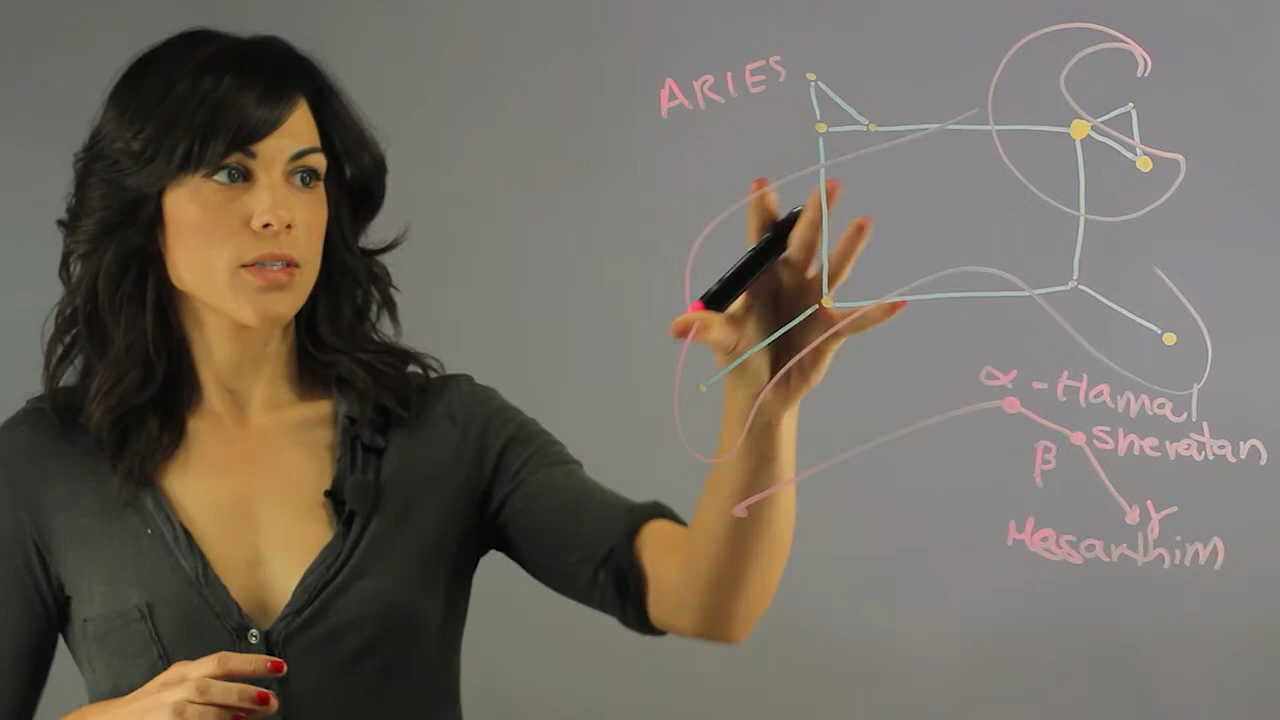 ARIES
α - Hamal
sheratan
β
γ
Mesarthim